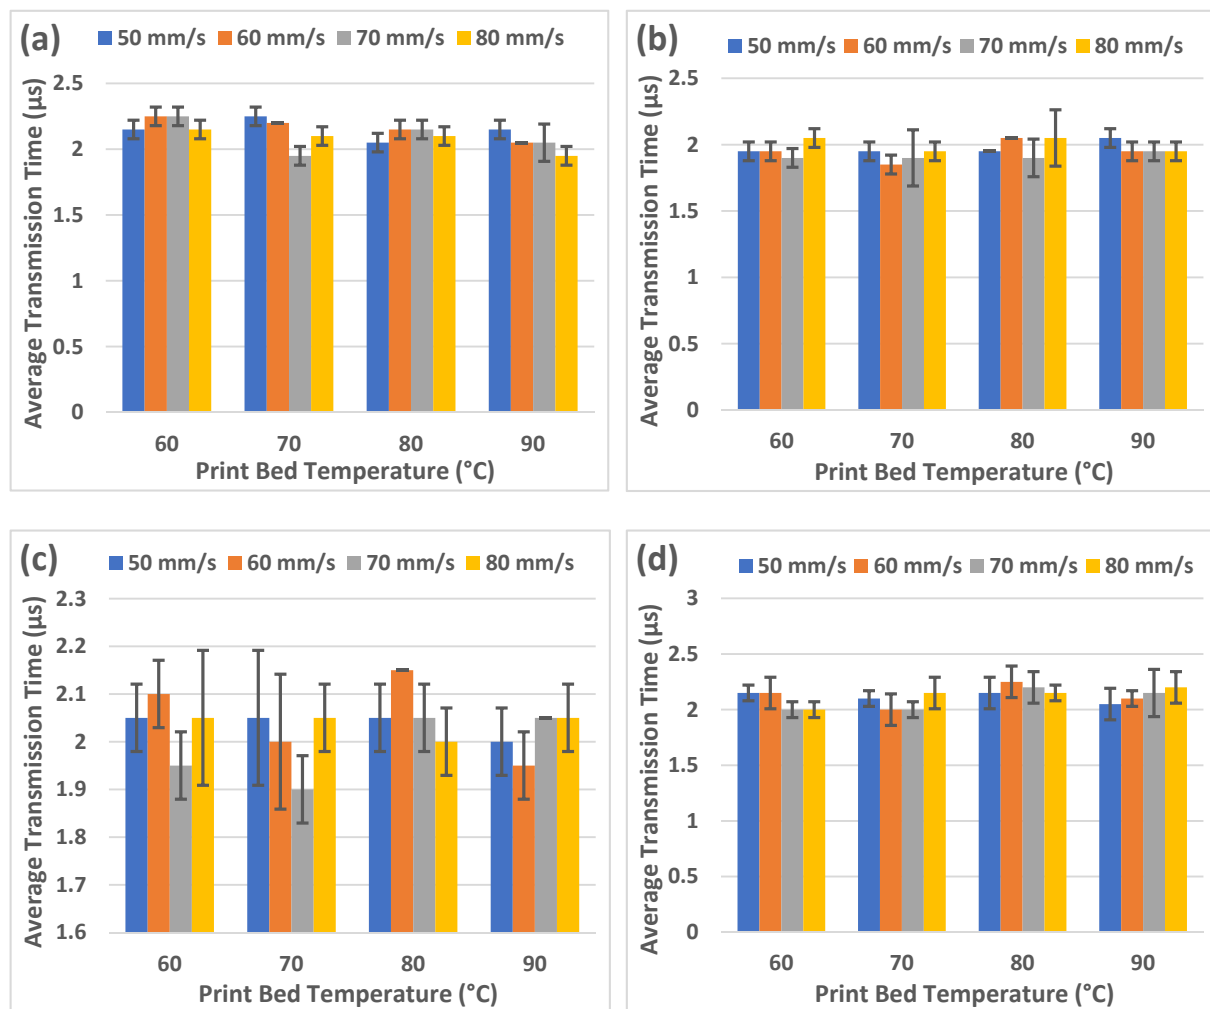 (a) 50 mm/s 60 mm/s 70 mm/s 80 mm/s
Average Transmission Time (µs)
2.5
2
1.5
1
0.5
0
60 70 80 90
Print Bed Temperature (°C)
(b) 50 mm/s 60 mm/s 70 mm/s 80 mm/s
Average Transmission Time (µs)
2.5
2
1.5
1
0.5
0
60 70 80 90
Print Bed Temperature (°C)
(c) 50 mm/s 60 mm/s 70 mm/s 80 mm/s
Average Transmission Time (µs)
2.3
2.2
2.1
2
1.9
1.8
1.7
1.6
60 70 80 90
Print Bed Temperature (°C)
(d) 50 mm/s 60 mm/s 70 mm/s 80 mm/s
Average Transmission Time (µs)
3
2.5
2
1.5
1
0.5
0
60 70 80 90
Print Bed Temperature (°C)